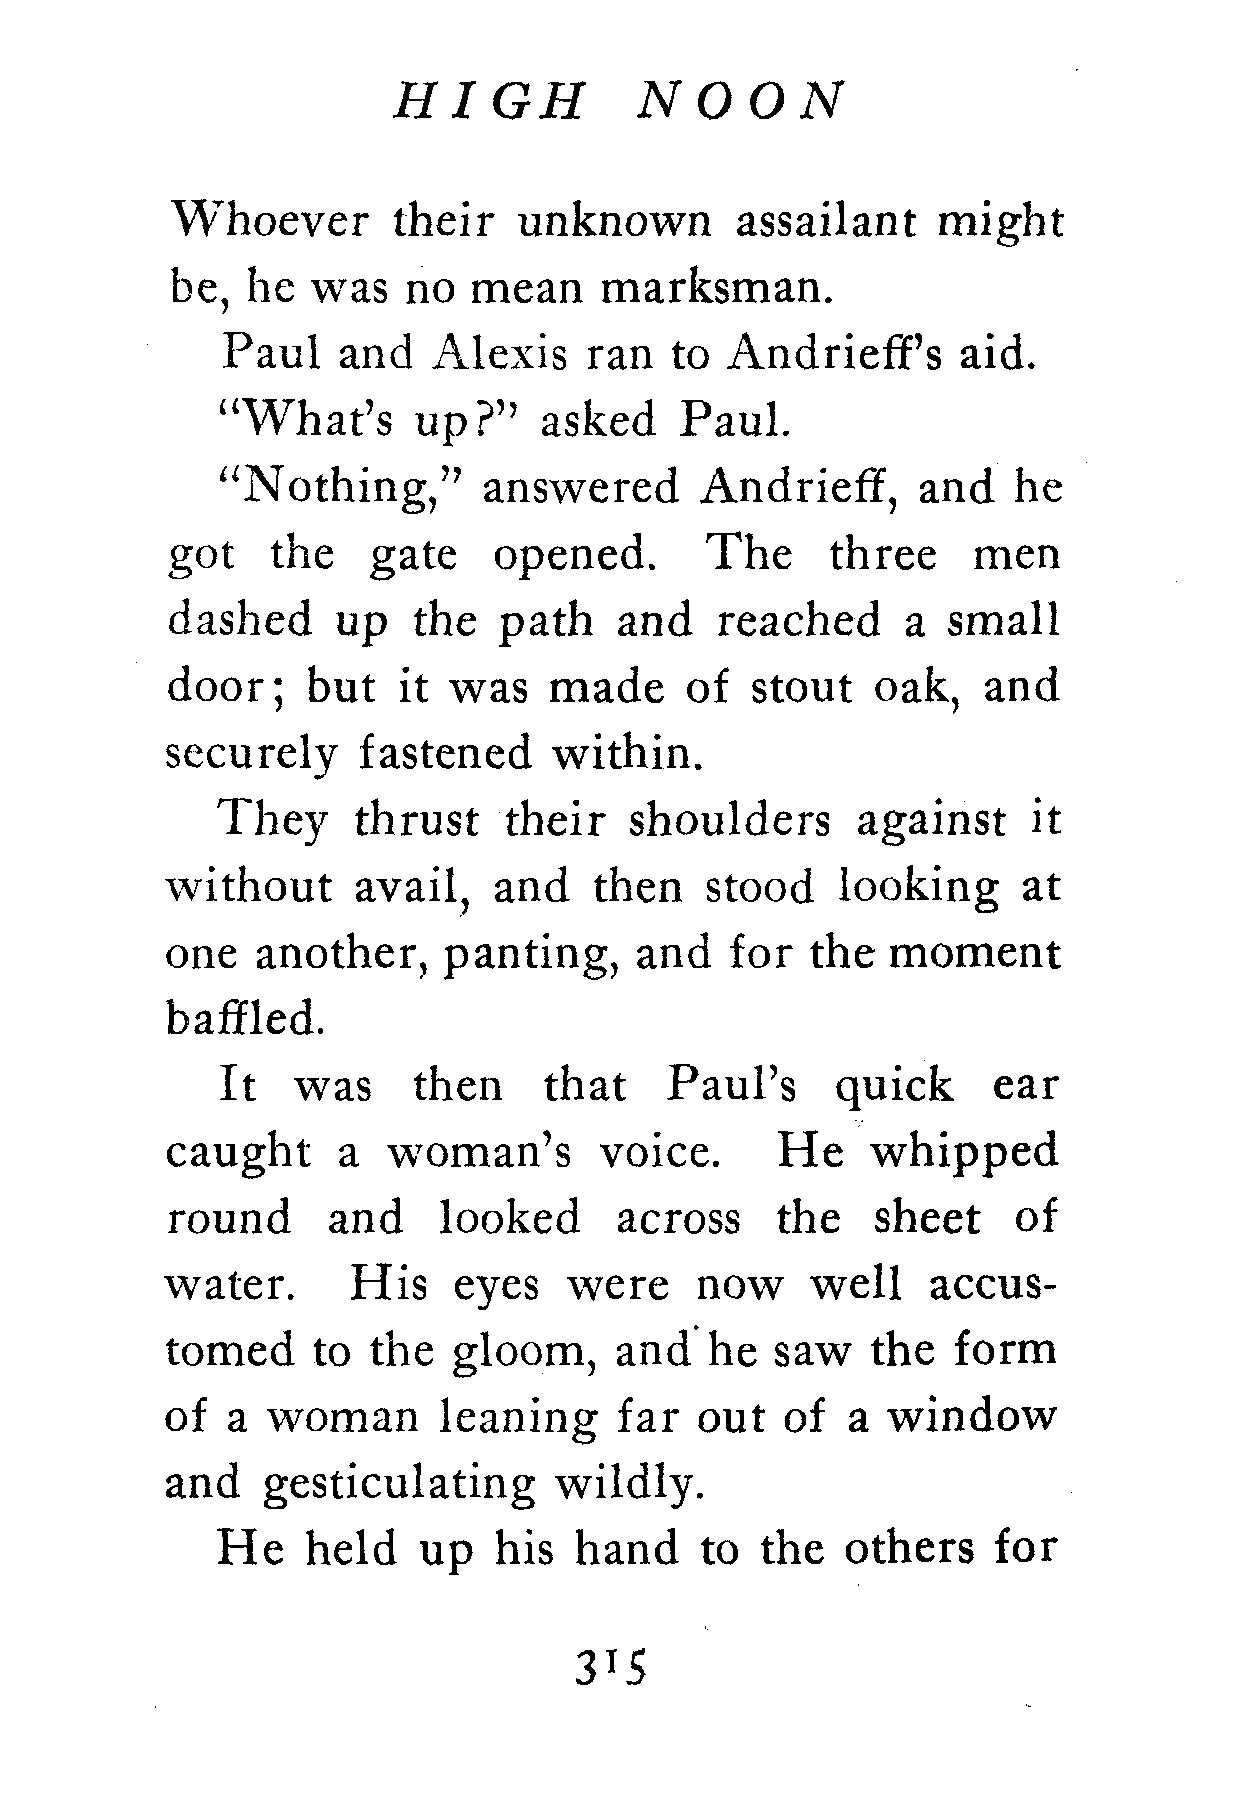 HIGH NOON
Whoever their unknown assailant might
be, he was no mean marksman.
Paul and Alexis ran to Andrieff's aid.
"What's up?" asked Paul.
"Nothing," answered Andrieff, and he
got the gate opened. The three men
dashed up the path and reached a small
door; but it was made of stout oak, and
securely fastened within.
They thrust their shoulders against it
without avail, and then stood looking at
one another, panting, and for the moment
baffled.
It was then that Paul's quick ear
caught a woman's voice. He whipped
round and looked across the sheet of
water. His eyes were now well accus-
tomed to the gloom, and he saw the form
of a woman leaning far out of a window
and gesticulating wildly.
He held up his hand to the others for
315